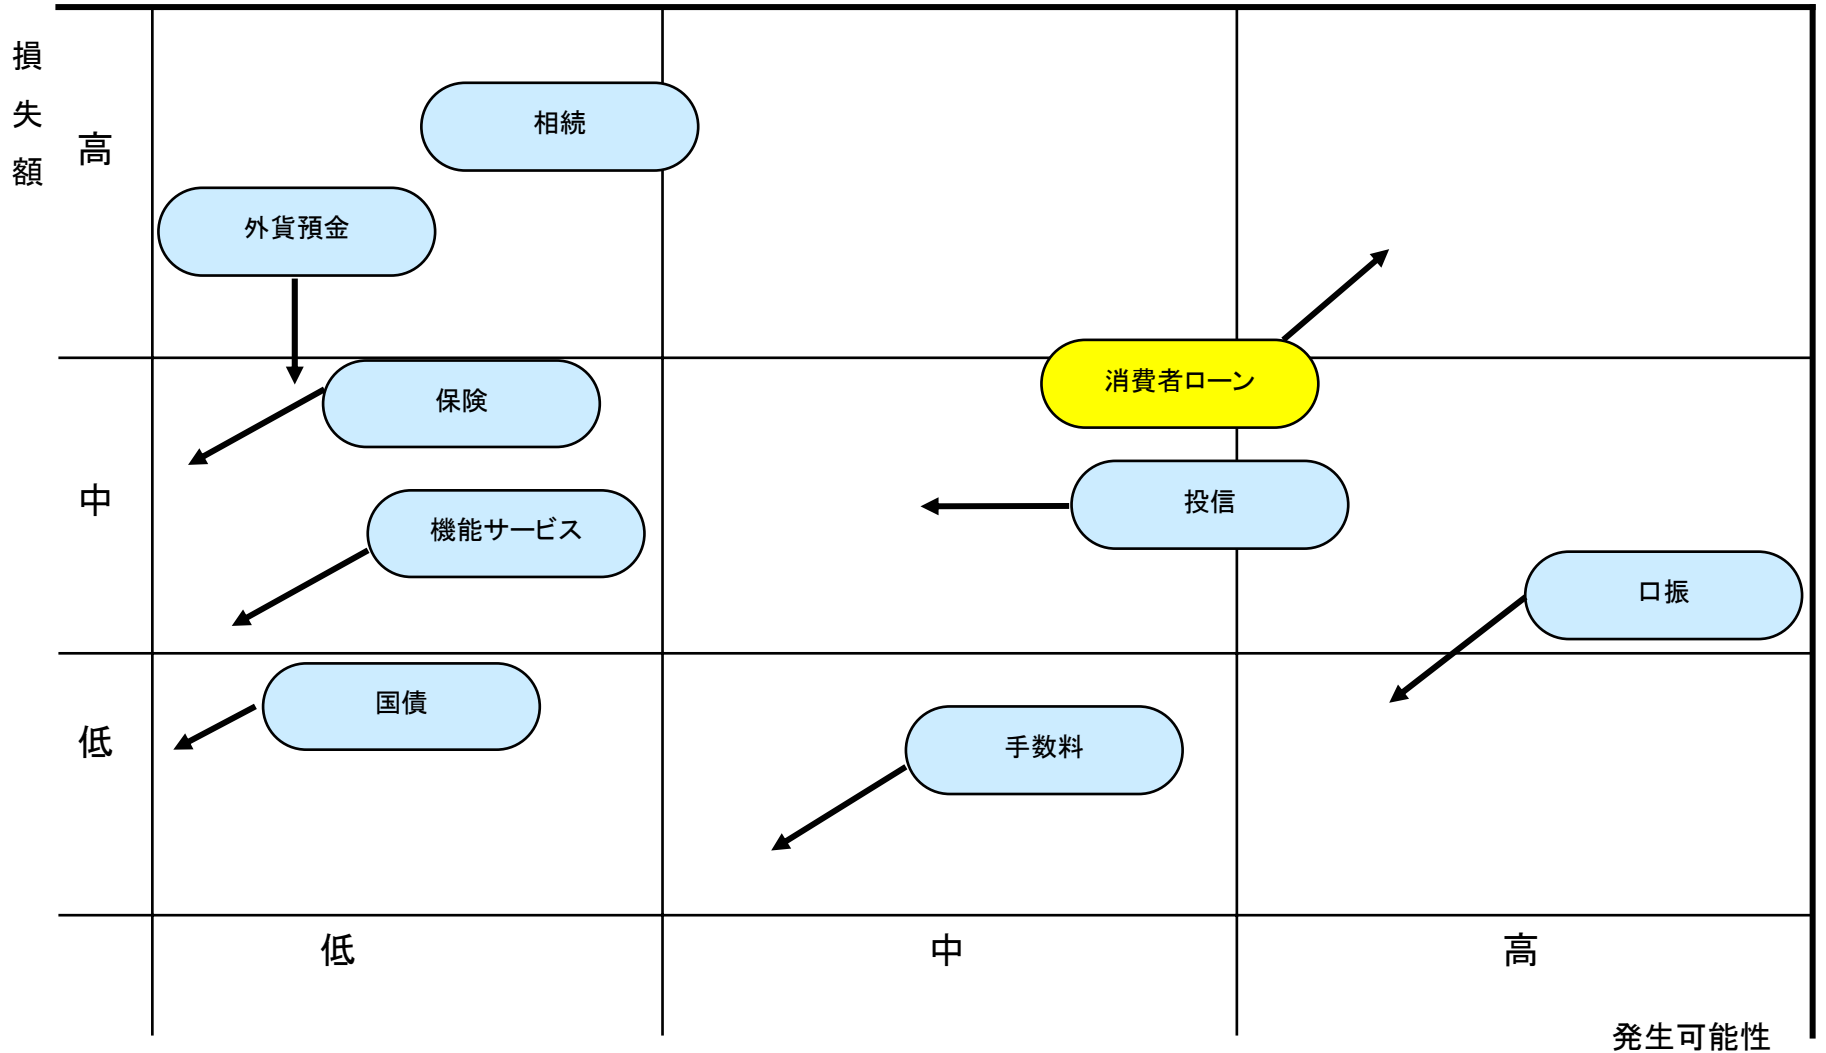 損失額
高
相続
外貨預金
消費者ローン
保険
中
投信
機能サービス
口振
国債
低
手数料
低
中
高
発生可能性